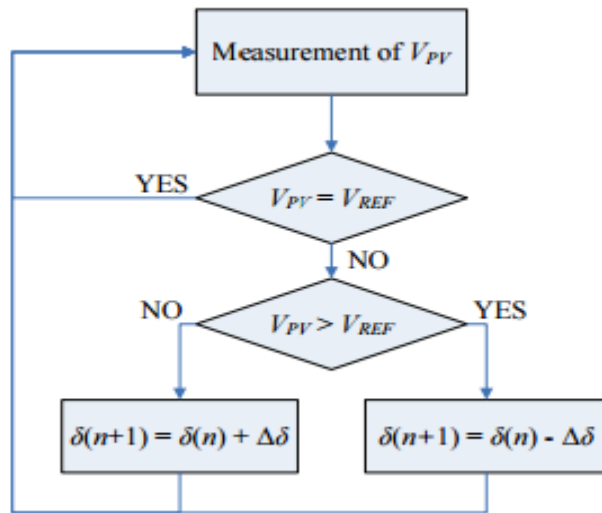 Measurement of V_PV
YES
V_PV = V_REF
NO
NO
V_PV > V_REF
YES
δ(n+1) = δ(n) + Δδ
δ(n+1) = δ(n) - Δδ